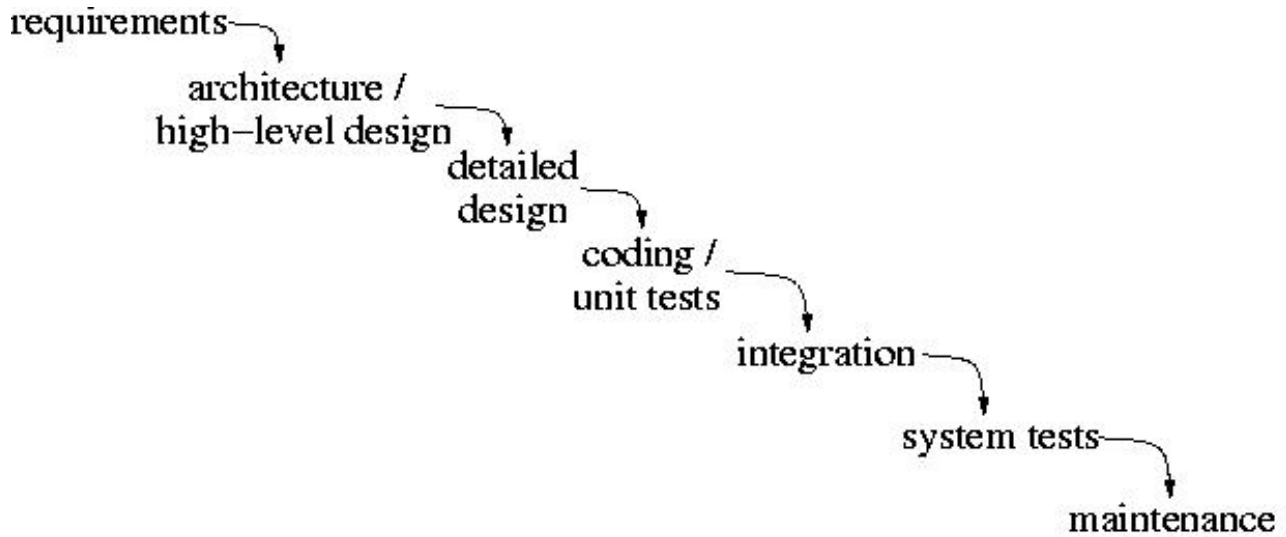 requirements
architecture /
high-level design
detailed
design
coding /
unit tests
integration
system tests
maintenance